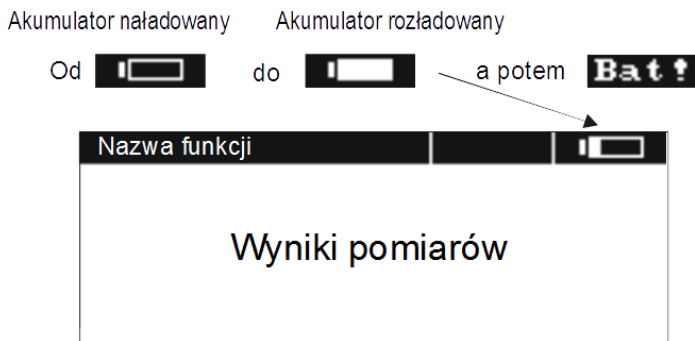 Akumulator naładowany Akumulator rozładowany
Od do a potem Bat!
Nazwa funkcji
Wyniki pomiarów